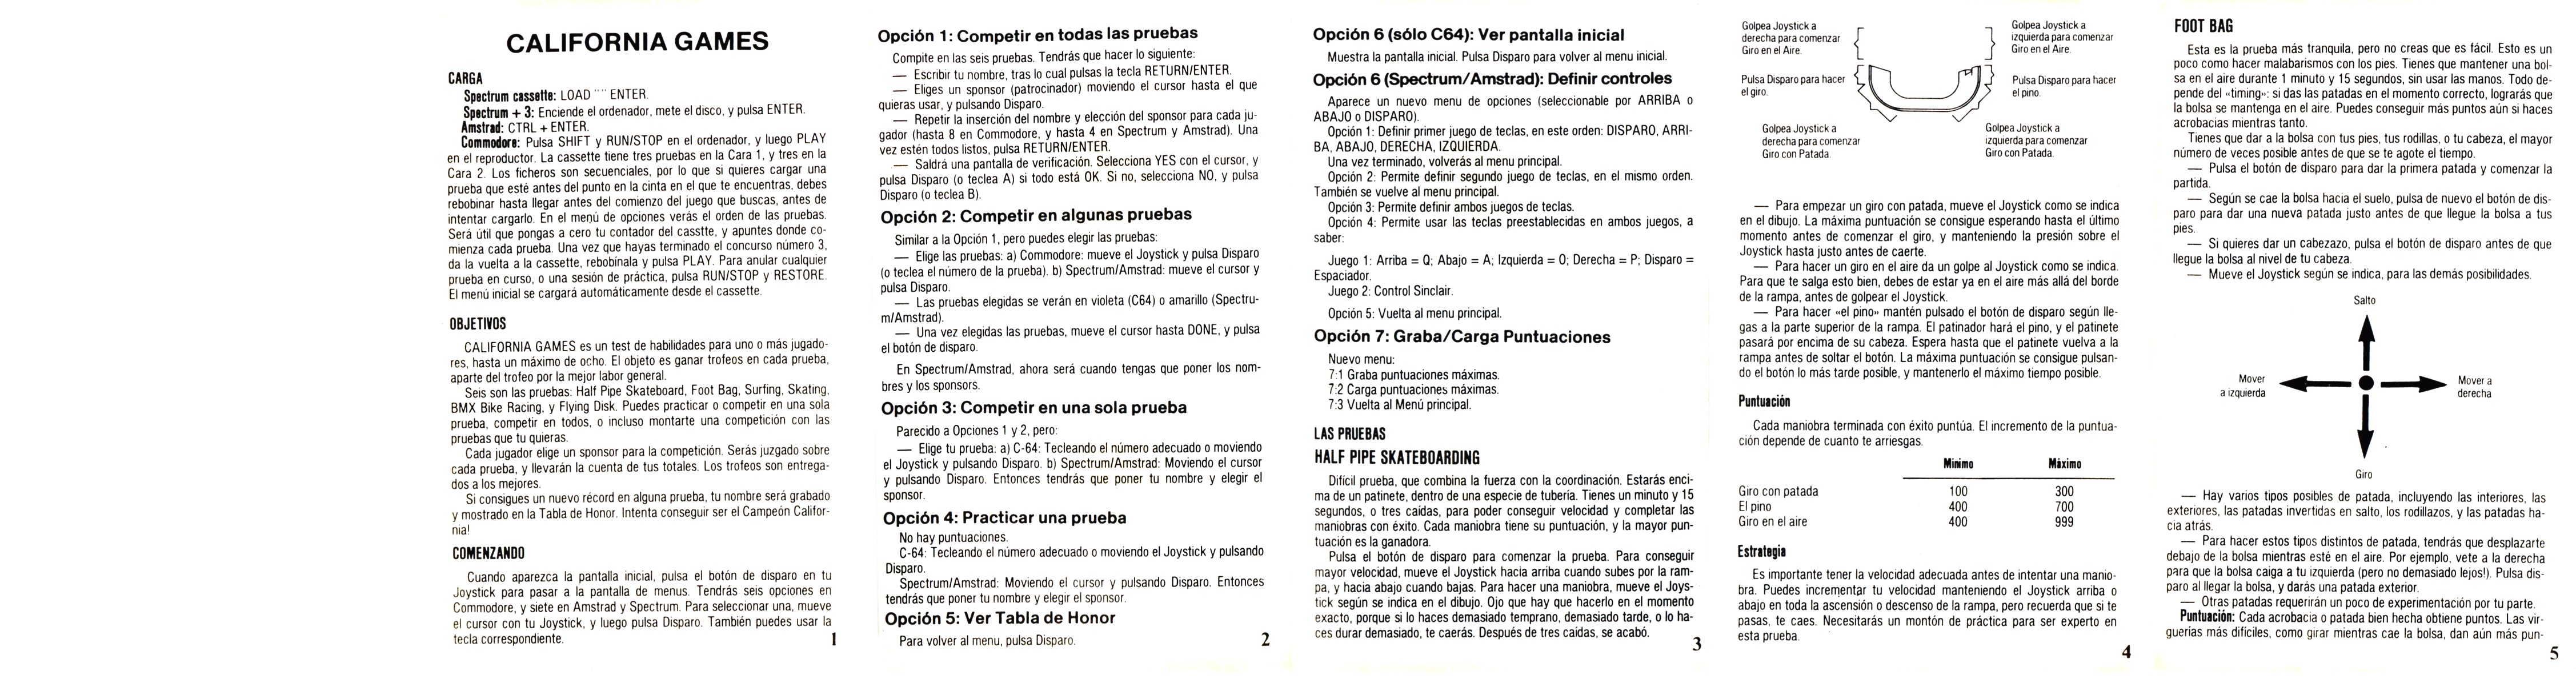 CALIFORNIA GAMES
CARGA
Spectrum cassette: LOAD " " ENTER.
Spectrum + 3: Enciende el ordenador, mete el disco, y pulsa ENTER.
Amstrad: CTRL + ENTER.
Commodore: Pulsa SHIFT y RUN/STOP en el ordenador, y luego PLAY
en el reproductor. La cassette tiene tres pruebas en la Cara 1, y tres en la
Cara 2. Los ficheros son secuenciales, por lo que si quieres cargar una
prueba que esté antes del punto en la cinta en el que te encuentras, debes
rebobinar hasta llegar antes del comienzo del juego que buscas, antes de
intentar cargarlo. En el menú de opciones verás el orden de las pruebas.
Será útil que pongas a cero tu contador del casstte, y apuntes donde co-
mienza cada prueba. Una vez que hayas terminado el concurso número 3,
da la vuelta a la cassette, rebobínala y pulsa PLAY. Para anular cualquier
prueba en curso, o una sesión de práctica, pulsa RUN/STOP y RESTORE.
El menú inicial se cargará automáticamente desde el cassette.
OBJETIVOS
CALIFORNIA GAMES es un test de habilidades para uno o más jugado-
res, hasta un máximo de ocho. El objeto es ganar trofeos en cada prueba,
aparte del trofeo por la mejor labor general.
Seis son las pruebas: Half Pipe Skateboard, Foot Bag, Surfing, Skating,
BMX Bike Racing, y Flying Disk. Puedes practicar o competir en una sola
prueba, competir en todos, o incluso montarte una competición con las
pruebas que tu quieras.
Cada jugador elige un sponsor para la competición. Serás juzgado sobre
cada prueba, y llevarán la cuenta de tus totales. Los trofeos son entrega-
dos a los mejores.
Si consigues un nuevo récord en alguna prueba, tu nombre será grabado
y mostrado en la Tabla de Honor. Intenta conseguir ser el Campeón Califor-
nia!
COMENZANDO
Cuando aparezca la pantalla inicial, pulsa el botón de disparo en tu
Joystick para pasar a la pantalla de menus. Tendrás seis opciones en
Commodore, y siete en Amstrad y Spectrum. Para seleccionar una, mueve
el cursor con tu Joystick, y luego pulsa Disparo. También puedes usar la
tecla correspondiente.
1
Opción 1: Competir en todas las pruebas
Compite en las seis pruebas. Tendrás que hacer lo siguiente:
— Escribir tu nombre, tras lo cual pulsas la tecla RETURN/ENTER.
— Eliges un sponsor (patrocinador) moviendo el cursor hasta el que
quieras usar, y pulsando Disparo.
— Repetir la inserción del nombre y elección del sponsor para cada ju-
gador (hasta 8 en Commodore, y hasta 4 en Spectrum y Amstrad). Una
vez estén todos listos, pulsa RETURN/ENTER.
— Saldrá una pantalla de verificación. Selecciona YES con el cursor, y
pulsa Disparo (o teclea A) si todo está OK. Si no, selecciona NO, y pulsa
Disparo (o teclea B).
Opción 2: Competir en algunas pruebas
Similar a la Opción 1, pero puedes elegir las pruebas:
— Elige las pruebas: a) Commodore: mueve el Joystick y pulsa Disparo
(o teclea el número de la prueba). b) Spectrum/Amstrad: mueve el cursor y
pulsa Disparo.
— Las pruebas elegidas se verán en violeta (C64) o amarillo (Spectru-
m/Amstrad).
— Una vez elegidas las pruebas, mueve el cursor hasta DONE, y pulsa
el botón de disparo.
En Spectrum/Amstrad, ahora será cuando tengas que poner los nom-
bres y los sponsors.
Opción 3: Competir en una sola prueba
Parecido a Opciones 1 y 2, pero:
— Elige tu prueba: a) C-64: Tecleando el número adecuado o moviendo
el Joystick y pulsando Disparo. b) Spectrum/Amstrad: Moviendo el cursor
y pulsando Disparo. Entonces tendrás que poner tu nombre y elegir el
sponsor.
Opción 4: Practicar una prueba
No hay puntuaciones.
C-64: Tecleando el número adecuado o moviendo el Joystick y pulsando
Disparo.
Spectrum/Amstrad: Moviendo el cursor y pulsando Disparo. Entonces
tendrás que poner tu nombre y elegir el sponsor.
Opción 5: Ver Tabla de Honor
Para volver al menu, pulsa Disparo.
2
Opción 6 (sólo C64): Ver pantalla inicial
Muestra la pantalla inicial. Pulsa Disparo para volver al menu inicial.
Opción 6 (Spectrum/Amstrad): Definir controles
Aparece un nuevo menu de opciones (seleccionable por ARRIBA o
ABAJO o DISPARO).
Opción 1: Definir primer juego de teclas, en este orden: DISPARO, ARRI-
BA, ABAJO, DERECHA, IZQUIERDA.
Una vez terminado, volverás al menu principal.
Opción 2: Permite definir segundo juego de teclas, en el mismo orden.
También se vuelve al menu principal.
Opción 3: Permite definir ambos juegos de teclas.
Opción 4: Permite usar las teclas preestablecidas en ambos juegos, a
saber:
Juego 1: Arriba = Q; Abajo = A; Izquierda = O; Derecha = P; Disparo =
Espaciador.
Juego 2: Control Sinclair.
Opción 5: Vuelta al menu principal.
Opción 7: Graba/Carga Puntuaciones
Nuevo menu:
7:1 Graba puntuaciones máximas.
7:2 Carga puntuaciones máximas.
7:3 Vuelta al Menú principal.
LAS PRUEBAS
HALF PIPE SKATEBOARDING
Difícil prueba, que combina la fuerza con la coordinación. Estarás enci-
ma de un patinete, dentro de una especie de tubería. Tienes un minuto y 15
segundos, o tres caídas, para poder conseguir velocidad y completar las
maniobras con éxito. Cada maniobra tiene su puntuación, y la mayor pun-
tuación es la ganadora.
Pulsa el botón de disparo para comenzar la prueba. Para conseguir
mayor velocidad, mueve el Joystick hacia arriba cuando subes por la ram-
pa, y hacia abajo cuando bajas. Para hacer una maniobra, mueve el Joys-
tick según se indica en el dibujo. Ojo que hay que hacerlo en el momento
exacto, porque si lo haces demasiado temprano, demasiado tarde, o lo ha-
ces durar demasiado, te caerás. Después de tres caídas, se acabó.
3
Golpea Joystick a
derecha para comenzar
Giro en el Aire.
Golpea Joystick a
izquierda para comenzar
Giro en el Aire.
Pulsa Disparo para hacer
el giro.
Pulsa Disparo para hacer
el pino.
Golpea Joystick a
derecha para comenzar
Giro con Patada.
Golpea Joystick a
izquierda para comenzar
Giro con Patada.
— Para empezar un giro con patada, mueve el Joystick como se indica
en el dibujo. La máxima puntuación se consigue esperando hasta el último
momento antes de comenzar el giro, y manteniendo la presión sobre el
Joystick hasta justo antes de caerte.
— Para hacer un giro en el aire da un golpe al Joystick como se indica.
Para que te salga esto bien, debes de estar ya en el aire más allá del borde
de la rampa, antes de golpear el Joystick.
— Para hacer «el pino» mantén pulsado el botón de disparo según lle-
gas a la parte superior de la rampa. El patinador hará el pino, y el patinete
pasará por encima de su cabeza. Espera hasta que el patinete vuelva a la
rampa antes de soltar el botón. La máxima puntuación se consigue pulsan-
do el botón lo más tarde posible, y mantenerlo el máximo tiempo posible.
Puntuación
Cada maniobra terminada con éxito puntúa. El incremento de la puntua-
ción depende de cuanto te arriesgas.
Mínimo Máximo
Giro con patada 100 300
El pino 400 700
Giro en el aire 400 999
Estrategia
Es importante tener la velocidad adecuada antes de intentar una manio-
bra. Puedes incrementar tu velocidad manteniendo el Joystick arriba o
abajo en toda la ascensión o descenso de la rampa, pero recuerda que si te
pasas, te caes. Necesitarás un montón de práctica para ser experto en
esta prueba.
4
FOOT BAG
Esta es la prueba más tranquila, pero no creas que es fácil. Esto es un
poco como hacer malabarismos con los pies. Tienes que mantener una bol-
sa en el aire durante 1 minuto y 15 segundos, sin usar las manos. Todo de-
pende del «timing»: si das las patadas en el momento correcto, lograrás que
la bolsa se mantenga en el aire. Puedes conseguir más puntos aún si haces
acrobacias mientras tanto.
Tienes que dar a la bolsa con tus pies, tus rodillas, o tu cabeza, el mayor
número de veces posible antes de que se te agote el tiempo.
— Pulsa el botón de disparo para dar la primera patada y comenzar la
partida.
— Según se cae la bolsa hacia el suelo, pulsa de nuevo el botón de dis-
paro para dar una nueva patada justo antes de que llegue la bolsa a tus
pies.
— Si quieres dar un cabezazo, pulsa el botón de disparo antes de que
llegue la bolsa al nivel de tu cabeza.
— Mueve el Joystick según se indica, para las demás posibilidades.
Salto
Mover
a izquierda
Mover a
derecha
Giro
— Hay varios tipos posibles de patada, incluyendo las interiores, las
exteriores, las patadas invertidas en salto, los rodillazos, y las patadas ha-
cia atrás.
— Para hacer estos tipos distintos de patada, tendrás que desplazarte
debajo de la bolsa mientras esté en el aire. Por ejemplo, vete a la derecha
para que la bolsa caiga a tu izquierda (pero no demasiado lejos!). Pulsa dis-
paro al llegar la bolsa, y darás una patada exterior.
— Otras patadas requerirán un poco de experimentación por tu parte.
Puntuación: Cada acrobacia o patada bien hecha obtiene puntos. Las vir-
guerías más difíciles, como girar mientras cae la bolsa, dan aún más pun-
5